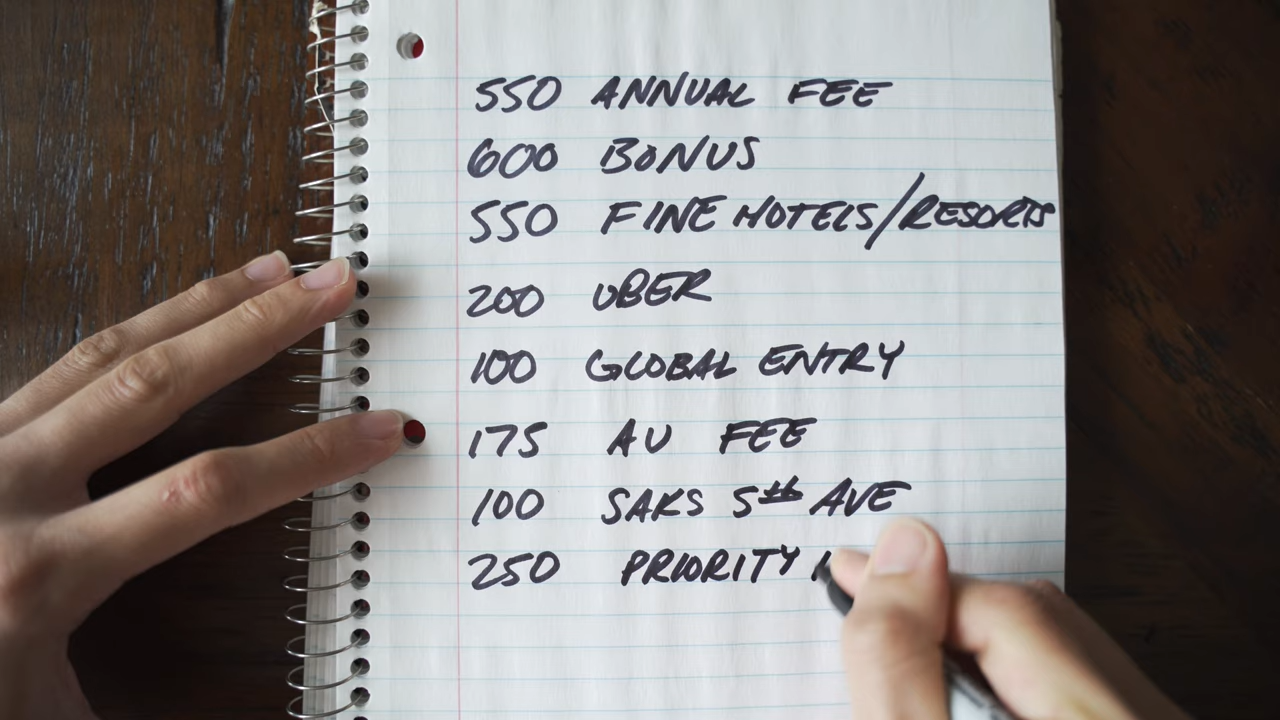 550 ANNUAL FEE
600 BONUS
550 FINE HOTELS/RESORTS
200 UBER
100 GLOBAL ENTRY
175 AU FEE
100 SAKS 5th AVE
250 PRIORITY